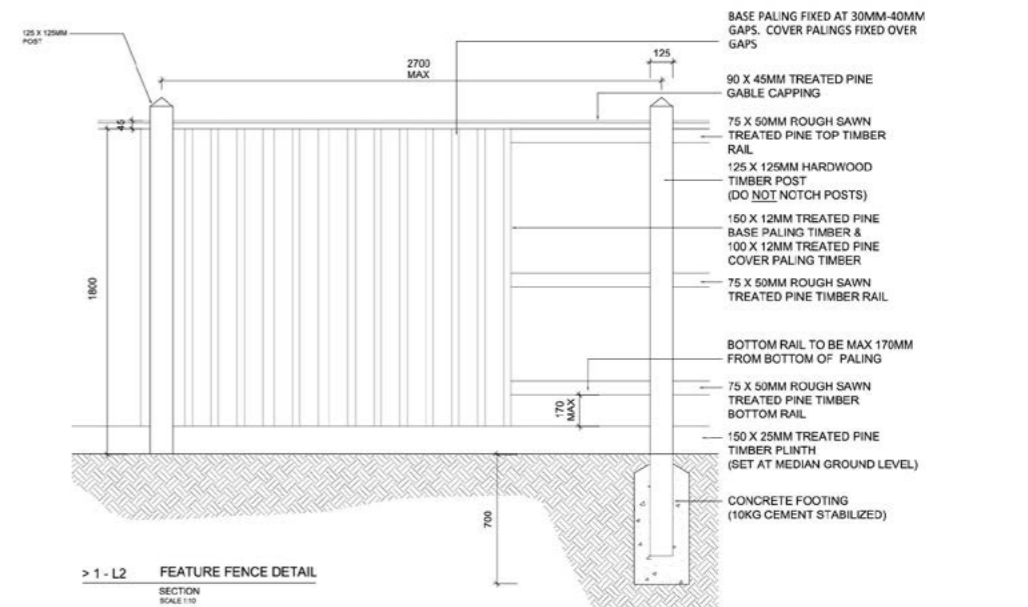 125 X 125MM
POST
2700
MAX
125
45
1800
170
MAX
700
BASE PALING FIXED AT 30MM-40MM
GAPS. COVER PALINGS FIXED OVER
GAPS
90 X 45MM TREATED PINE
GABLE CAPPING
75 X 50MM ROUGH SAWN
TREATED PINE TOP TIMBER
RAIL
125 X 125MM HARDWOOD
TIMBER POST
(DO NOT NOTCH POSTS)
150 X 12MM TREATED PINE
BASE PALING TIMBER &
100 X 12MM TREATED PINE
COVER PALING TIMBER
75 X 50MM ROUGH SAWN
TREATED PINE TIMBER RAIL
BOTTOM RAIL TO BE MAX 170MM
FROM BOTTOM OF PALING
75 X 50MM ROUGH SAWN
TREATED PINE TIMBER
BOTTOM RAIL
150 X 25MM TREATED PINE
TIMBER PLINTH
(SET AT MEDIAN GROUND LEVEL)
CONCRETE FOOTING
(10KG CEMENT STABILIZED)
> 1 - L2 FEATURE FENCE DETAIL
SECTION
SCALE 1:10